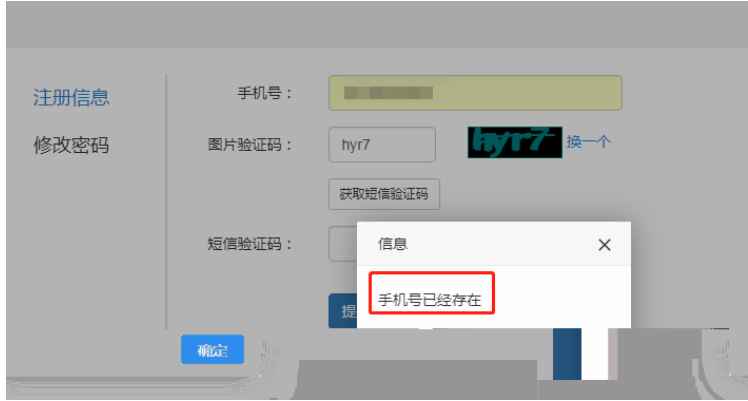 注册信息
修改密码
手机号：
图片验证码：
hyr7
hyr7
换一个
获取短信验证码
短信验证码：
信息
手机号已经存在
提
确定